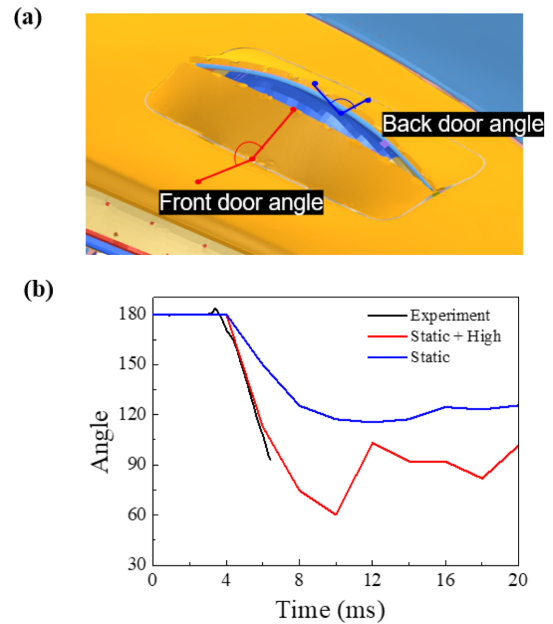 (a)
Back door angle
Front door angle
(b)
180
150
120
90
60
30
Angle
Experiment
Static + High
Static
0
4
8
12
16
20
Time (ms)